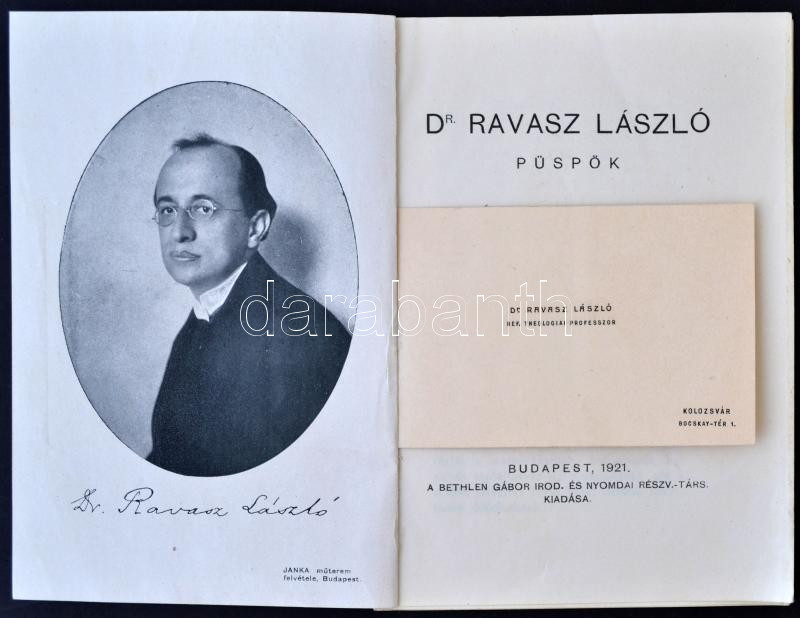 Dr. Ravasz László
JANKA műterem
felvétele, Budapest.
DR. RAVASZ LÁSZLÓ
PÜSPÖK
DR RAVASZ LÁSZLÓ
REF. THEOLOGIAI PROFESSZOR
KOLOZSVÁR
BOCSKAY-TÉR 1.
BUDAPEST, 1921.
A BETHLEN GÁBOR IROD. ÉS NYOMDAI RÉSZV.-TÁRS.
KIADÁSA.
darabanth